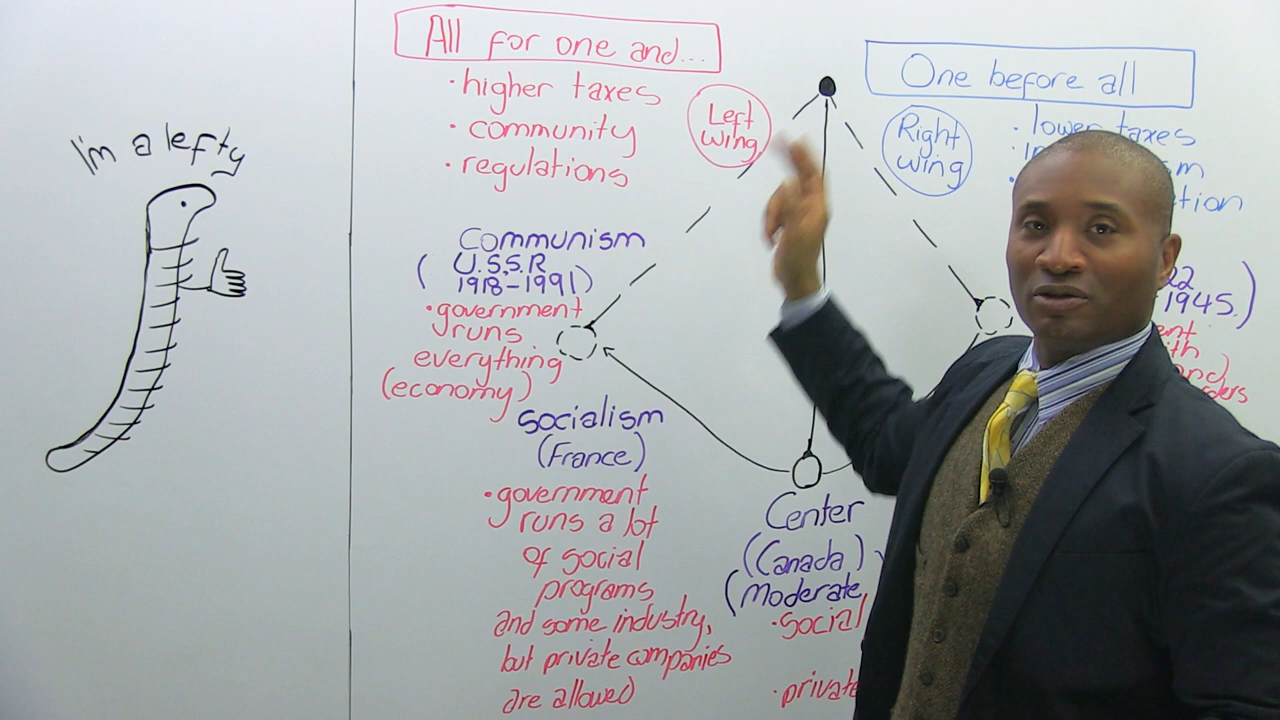 I'm a lefty
All for one and...
• higher taxes
• community
• regulations
Left
wing
One before all
Right
wing
• lower taxes
Communism
( U.S.S.R
1918-1991)
• government
runs
everything
(economy)
socialism
(France)
• government
runs a lot
of social
programs
and some industry,
but private companies
are allowed
Center
(Canada)
(Moderate
• social
• private
22
1945.)